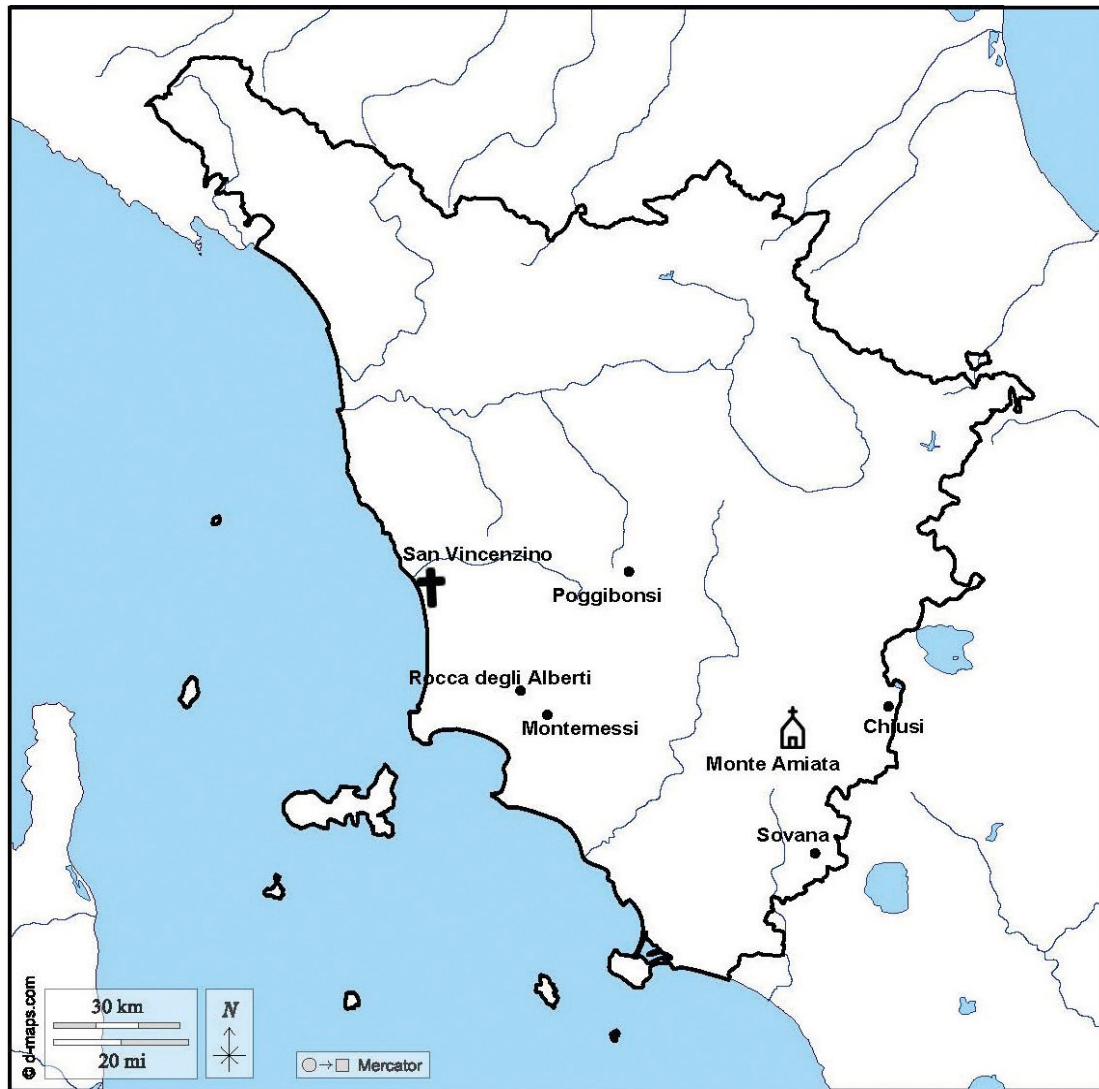 San Vincenzino
Poggibonsi
Rocca degli Alberti
Montemessi
Chiusi
Monte Amiata
Sovana
© d-maps.com
30 km
20 mi
N
Mercator